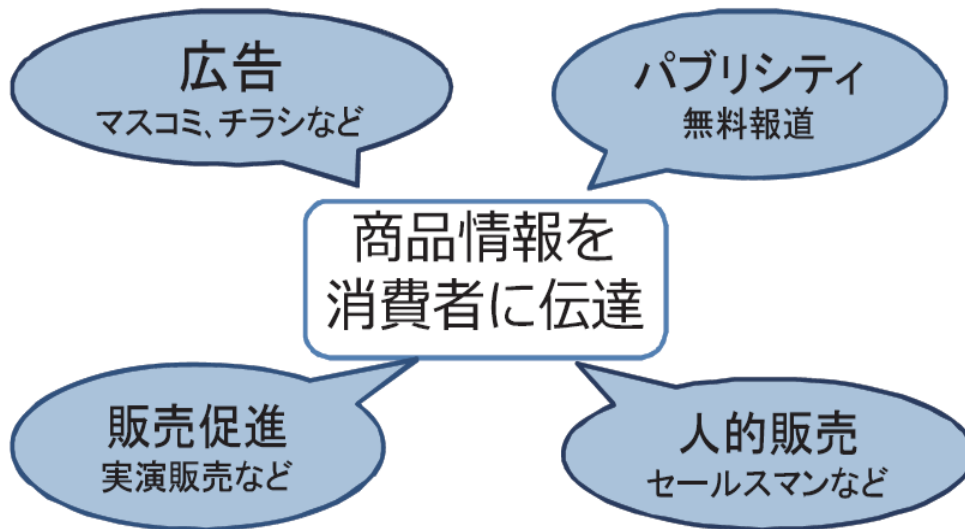 広告
マスコミ、チラシなど
パブリシティ
無料報道
商品情報を
消費者に伝達
販売促進
実演販売など
人的販売
セールスマンなど